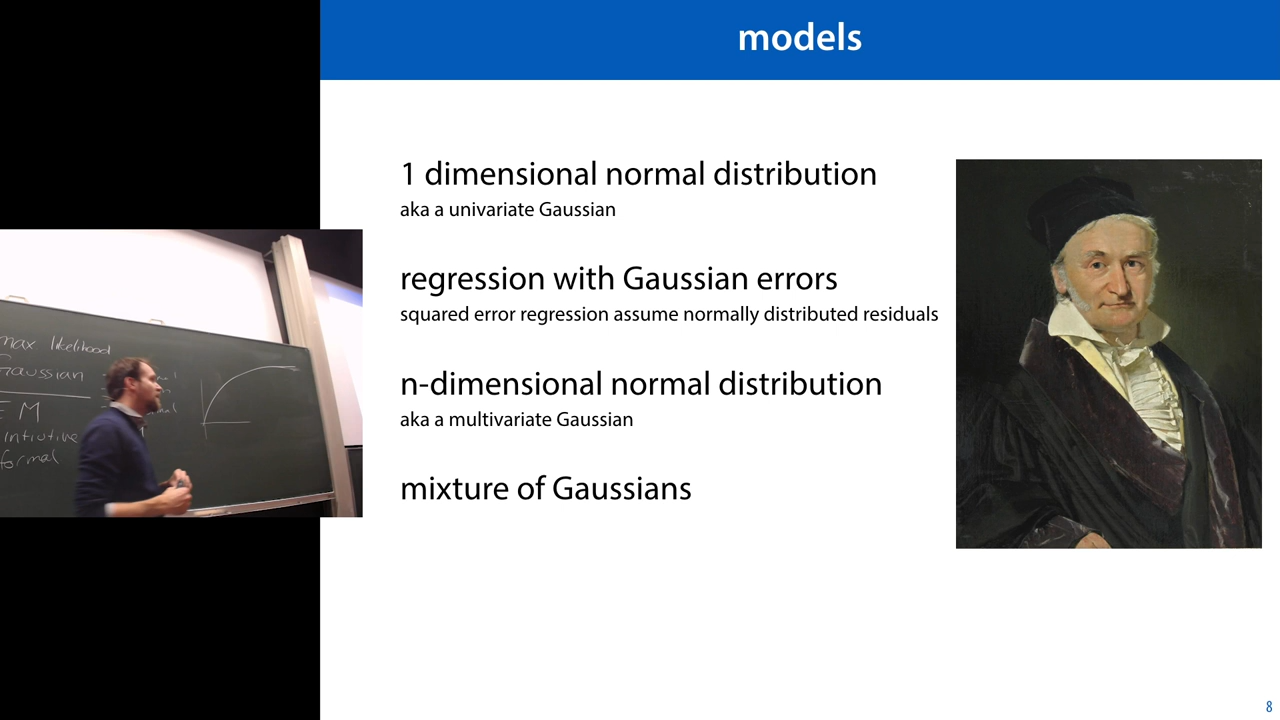 models
1 dimensional normal distribution
aka a univariate Gaussian
regression with Gaussian errors
squared error regression assume normally distributed residuals
n-dimensional normal distribution
aka a multivariate Gaussian
mixture of Gaussians
max likelihood
Gaussian
EM
intiutive
formal
8